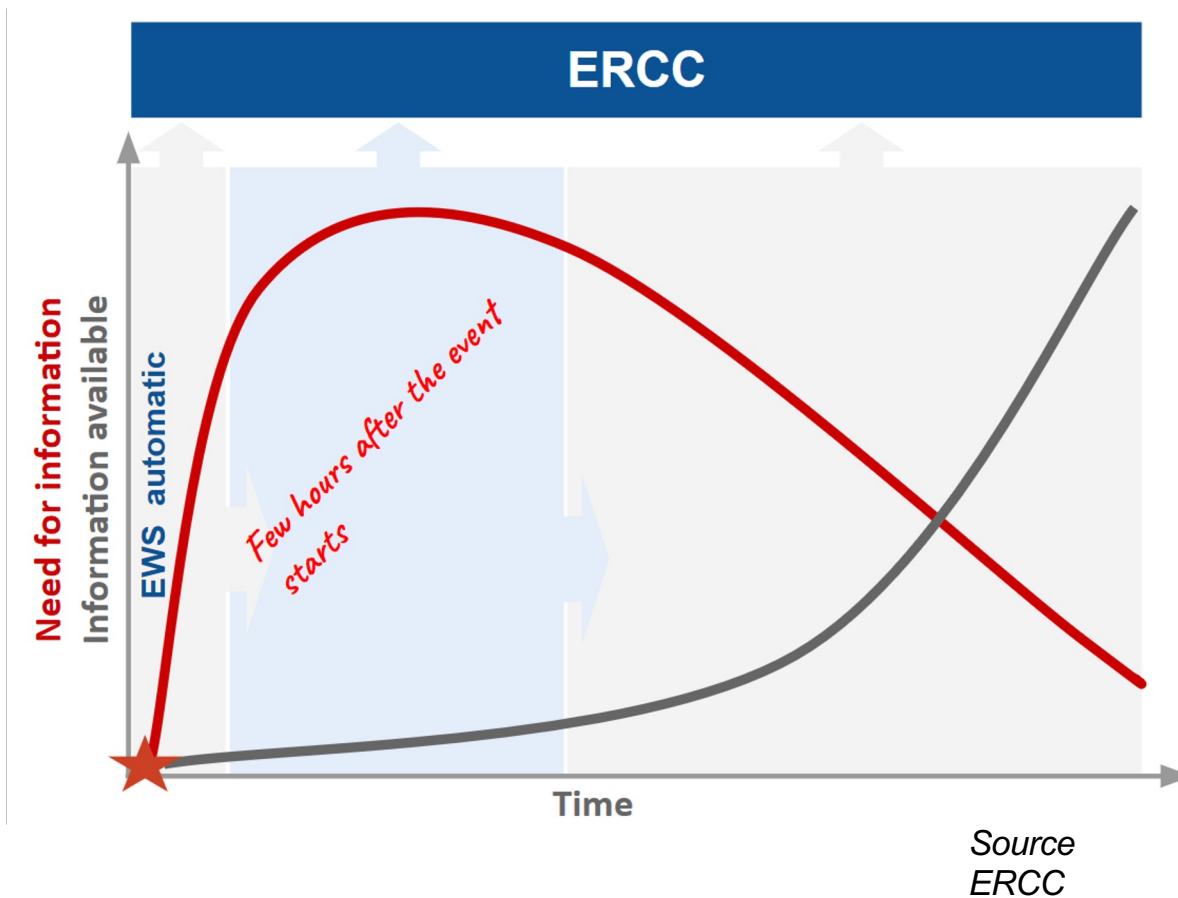 ERCC
Need for information
Information available
EWS automatic
Few hours after the event
starts
Time
Source
ERCC